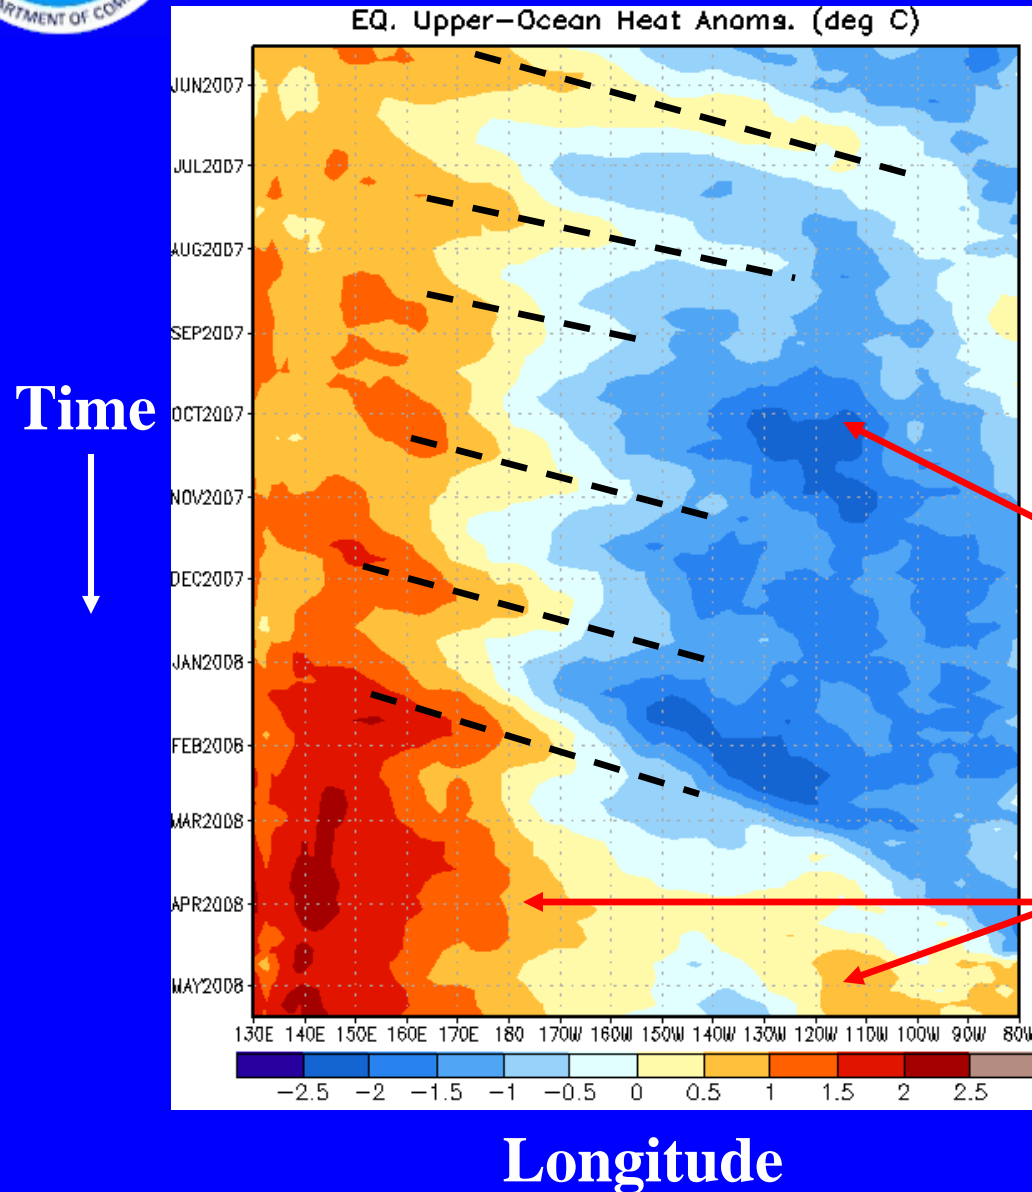 ARTMENT OF COM
EQ. Upper-Ocean Heat Anoms. (deg C)
JUN2007
JUL2007
AUG2007
SEP2007
Time
OCT2007
NOV2007
DEC2007
JAN2008
FEB2008
MAR2008
APR2008
MAY2008
130E 140E 150E 160E 170E 180 170W 160W 150W 140W 130W 120W 110W 100W 90W 80W
-2.5 -2 -1.5 -1 -0.5 0 0.5 1 1.5 2 2.5
Longitude